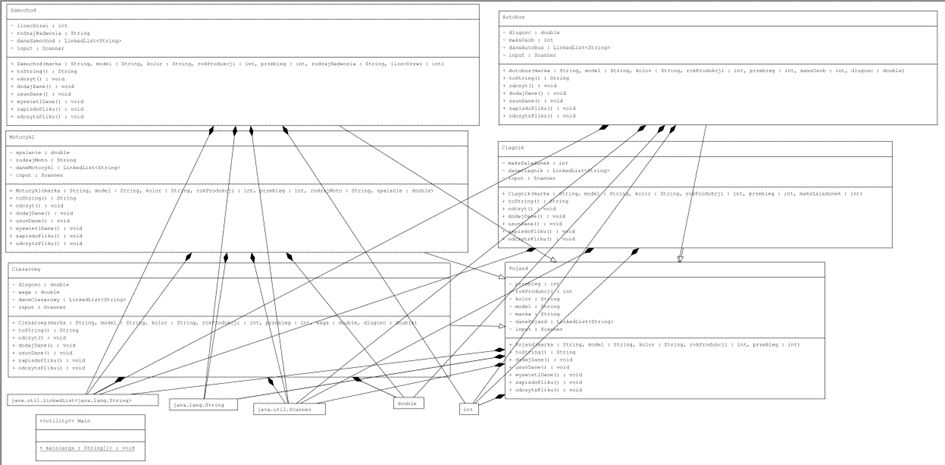 Samochod
- iloscDrzwi : int
- rodzajNadwozia : String
- daneSamochod : LinkedList<String>
- input : Scanner
+ Samochod(marka : String, model : String, kolor : String, rokProdukcji : int, przebieg : int, rodzajNadwozia : String, iloscDrzwi : int)
+ toString() : String
+ odczyt() : void
+ dodajDane() : void
+ usunDane() : void
+ wyswietlDane() : void
+ zapisdoPliku() : void
+ odczytzPliku() : void
Autobus
- dlugosc : double
- maksOsob : int
- daneAutobus : LinkedList<String>
- input : Scanner
+ Autobus(marka : String, model : String, kolor : String, rokProdukcji : int, przebieg : int, maksOsob : int, dlugosc : double)
+ toString() : String
+ odczyt() : void
+ dodajDane() : void
+ usunDane() : void
+ zapisdoPliku() : void
+ odczytzPliku() : void
Motocykl
- spalanie : double
- rodzajMoto : String
- daneMotocykl : LinkedList<String>
- input : Scanner
+ Motocykl(marka : String, model : String, kolor : String, rokProdukcji : int, przebieg : int, rodzajMoto : String, spalanie : double)
+ toString() : String
+ odczyt() : void
+ dodajDane() : void
+ usunDane() : void
+ wyswietlDane() : void
+ zapisdoPliku() : void
+ odczytzPliku() : void
Ciagnik
- maksZaladunek : int
- daneCiagnik : LinkedList<String>
- input : Scanner
+ Ciagnik(marka : String, model : String, kolor : String, rokProdukcji : int, przebieg : int, maksZaladunek : int)
+ toString() : String
+ odczyt() : void
+ dodajDane() : void
+ usunDane() : void
+ zapisdoPliku() : void
+ odczytzPliku() : void
Ciezarowy
- dlugosc : double
- waga : double
- daneCiezarowy : LinkedList<String>
- input : Scanner
+ Ciezarowy(marka : String, model : String, kolor : String, rokProdukcji : int, przebieg : int, waga : double, dlugosc : double)
+ toString() : String
+ odczyt() : void
+ dodajDane() : void
+ usunDane() : void
+ zapisdoPliku() : void
+ odczytzPliku() : void
Pojazd
- przebieg : int
- rokProdukcji : int
- kolor : String
- model : String
- marka : String
- danePojazd : LinkedList<String>
- input : Scanner
+ Pojazd(marka : String, model : String, kolor : String, rokProdukcji : int, przebieg : int)
+ toString() : String
+ dodajDane() : void
+ usunDane() : void
+ wyswietlDane() : void
+ zapisdoPliku() : void
+ odczytzPliku() : void
java.util.LinkedList<java.lang.String>
java.lang.String
java.util.Scanner
double
int
<<utility>> Main
+ main(args : String[]) : void